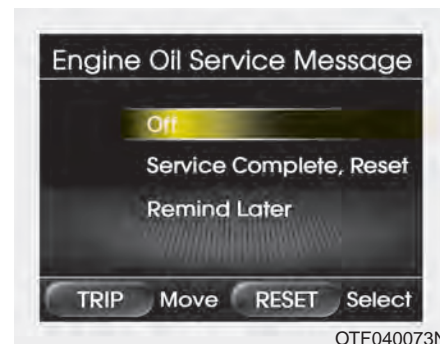 Engine Oil Service Message
Off
Service Complete, Reset
Remind Later
TRIP Move RESET Select
OTF040073N